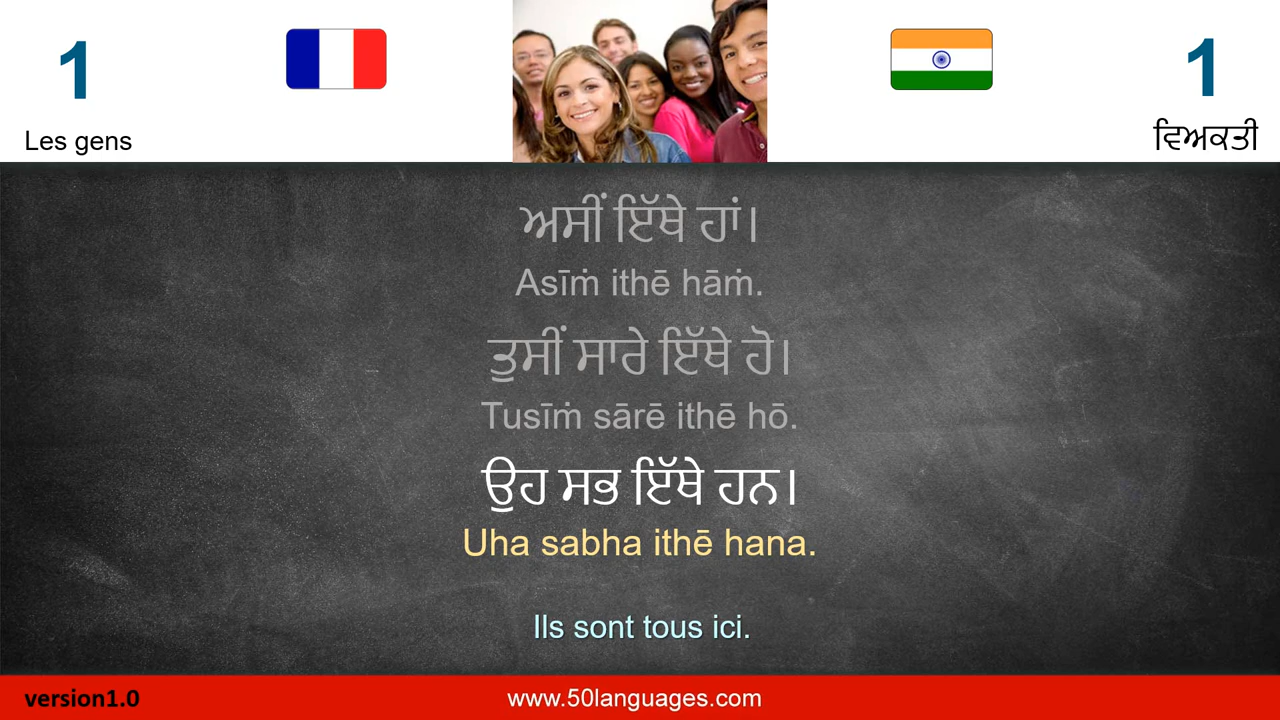 1
1
Les gens
ਵਿਅਕਤੀ
ਅਸੀਂ ਇੱਥੇ ਹਾਂ।
Asīṁ ithē hāṁ.
ਤੁਸੀਂ ਸਾਰੇ ਇੱਥੇ ਹੋ।
Tusīṁ sārē ithē hō.
ਉਹ ਸਭ ਇੱਥੇ ਹਨ।
Uha sabha ithē hana.
Ils sont tous ici.
version1.0
www.50languages.com